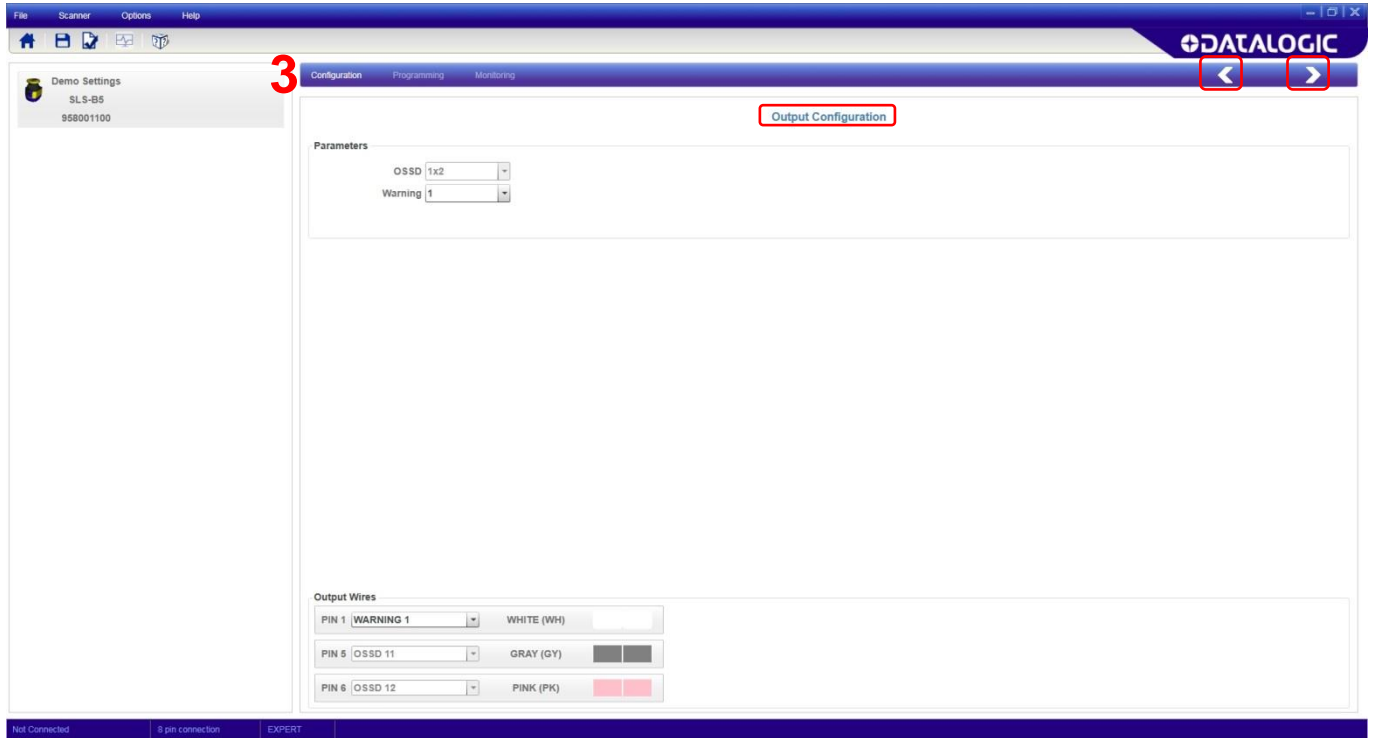 File Scanner Options Help
DATALOGIC
Demo Settings
SLS-B5
958001100
3
Configuration Programming Monitoring
Output Configuration
Parameters
OSSD 1x2
Warning 1
Output Wires
PIN 1 WARNING 1 WHITE (WH)
PIN 5 OSSD 11 GRAY (GY)
PIN 6 OSSD 12 PINK (PK)
Not Connected 8 pin connection EXPERT